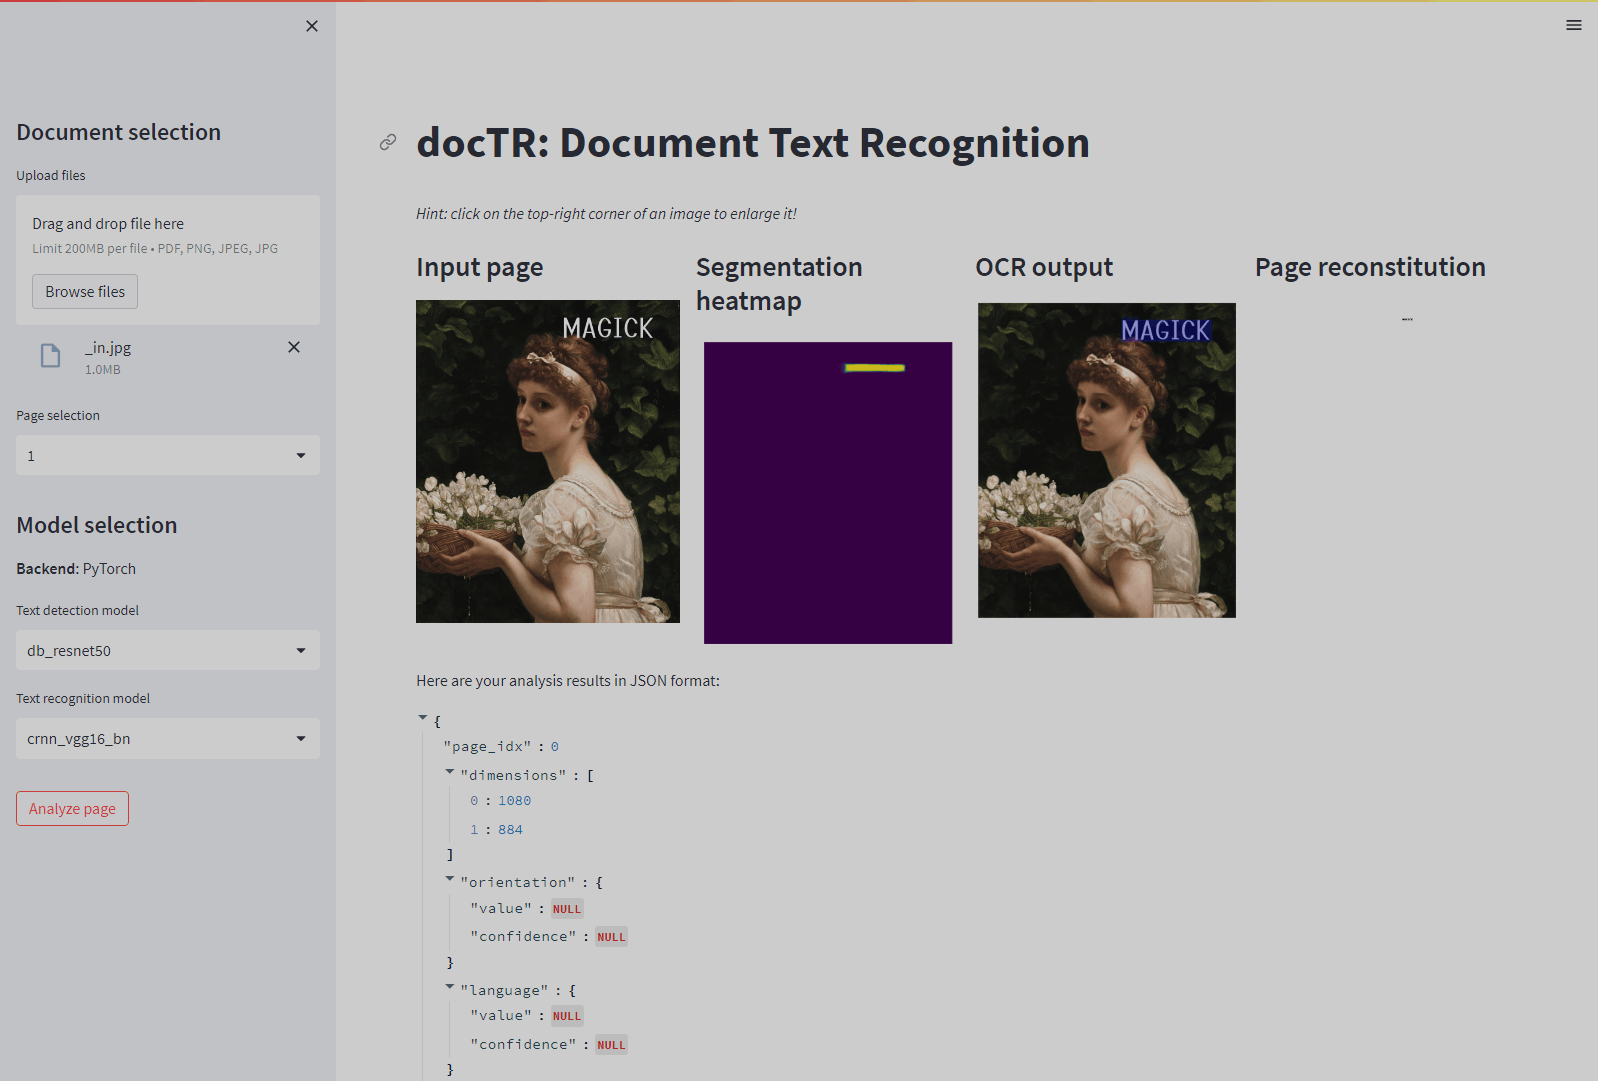 Document selection
Upload files
Drag and drop file here
Limit 200MB per file • PDF, PNG, JPEG, JPG
Browse files
_in.jpg
1.0MB
Page selection
1
Model selection
Backend: PyTorch
Text detection model
db_resnet50
Text recognition model
crnn_vgg16_bn
Analyze page
docTR: Document Text Recognition
Hint: click on the top-right corner of an image to enlarge it!
Input page
MAGICK
Segmentation
heatmap
OCR output
MAGICK
Page reconstitution
Here are your analysis results in JSON format:
{
"page_idx" : 0
"dimensions" : [
0 : 1080
1 : 884
]
"orientation" : {
"value" : NULL
"confidence" : NULL
}
"language" : {
"value" : NULL
"confidence" : NULL
}